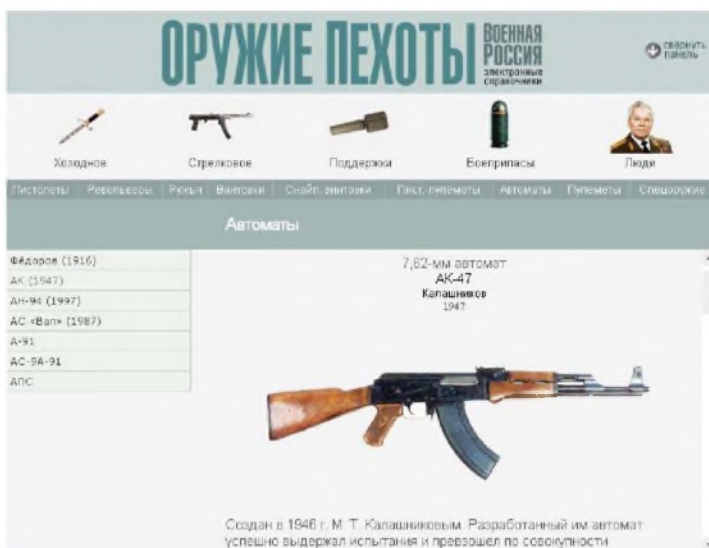 ОРУЖИЕ ПЕХОТЫ
ВОЕННАЯ
РОССИЯ
электронные
справочники
свернуть
панель
Холодное Стрелковое Поддержки Боеприпасы Люди
Пистолеты Револьверы Ружья Винтовки Снайп. винтовки Пист. пулеметы Автоматы Пулеметы Спецоружие
Автоматы
Фёдоров (1916)
АК (1947)
АН-94 (1997)
АС «Вал» (1987)
А-91
АС-9А-91
АПС
7,62-мм автомат
АК-47
Калашников
1947
Создан в 1946 г. М. Т. Калашниковым. Разработанный им автомат
успешно выдержал испытания и превзошел по совокупности